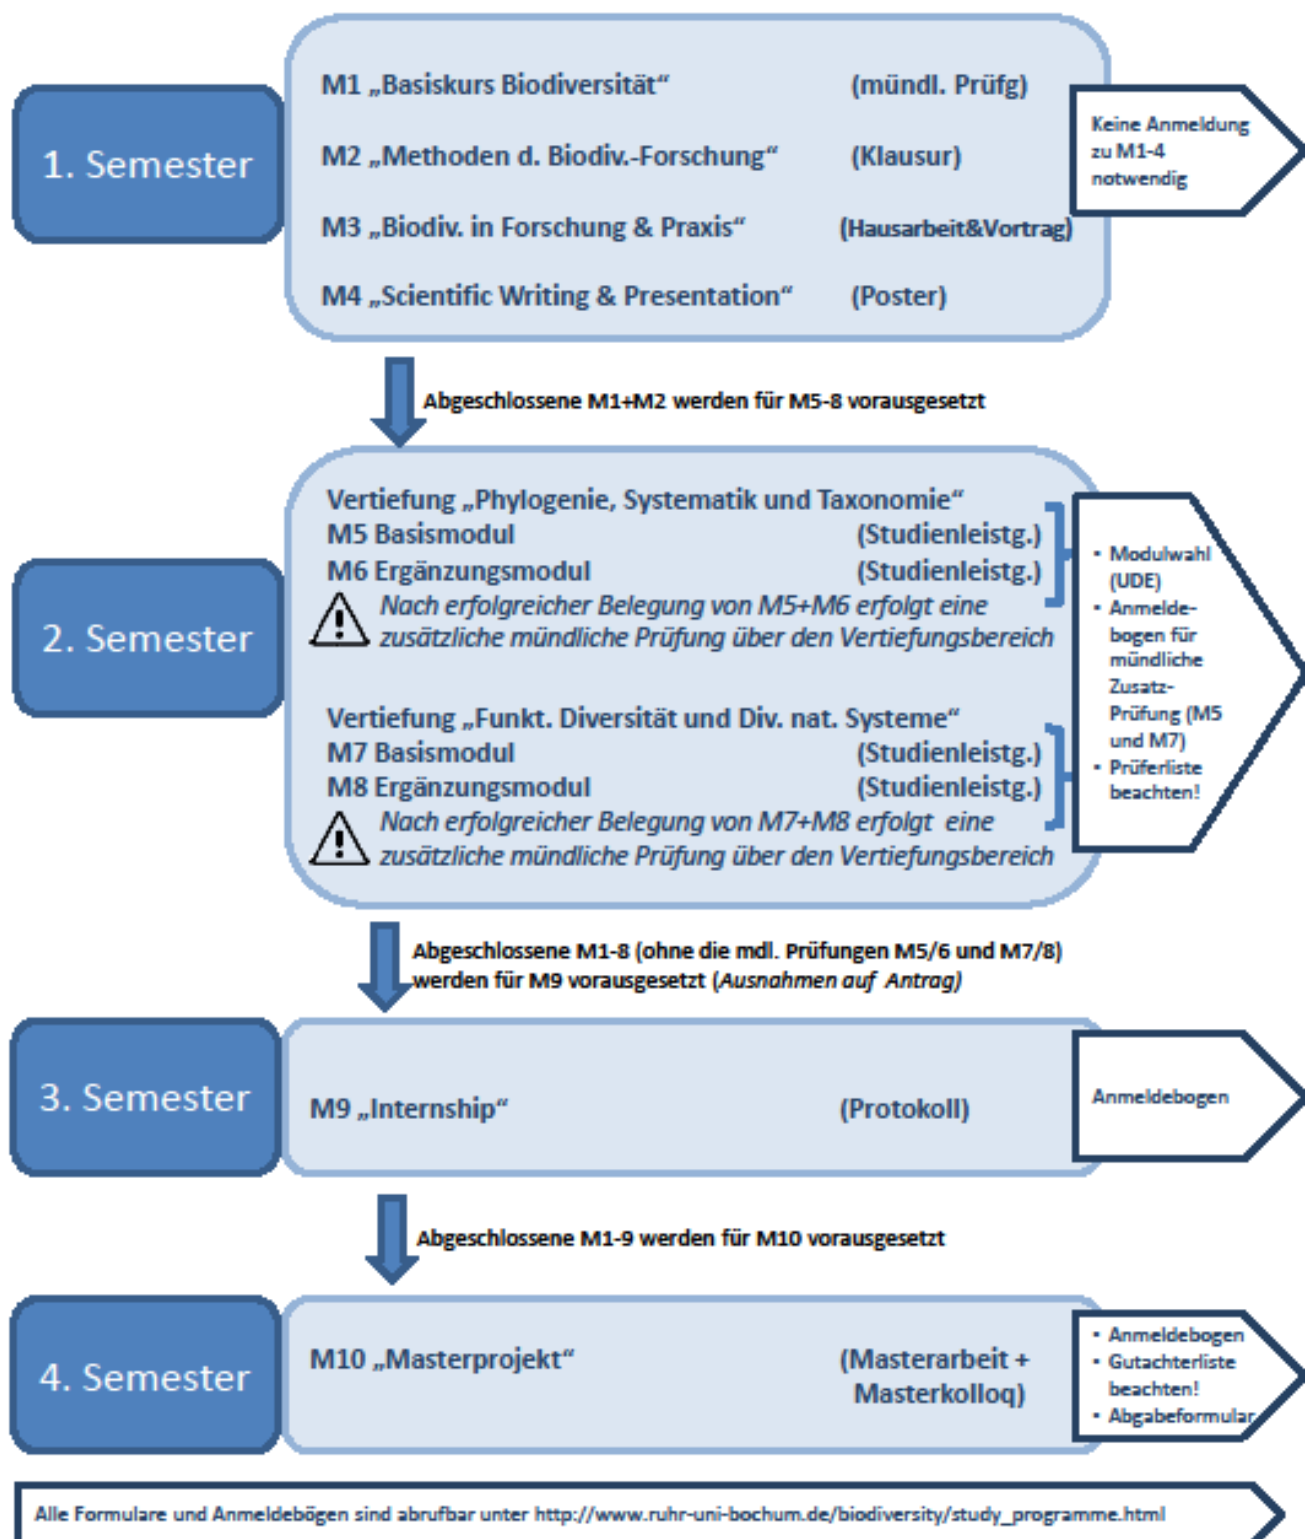 1. Semester
M1 „Basiskurs Biodiversität“ (mündl. Prüfg)
M2 „Methoden d. Biodiv.-Forschung“ (Klausur)
M3 „Biodiv. in Forschung & Praxis“ (Hausarbeit&Vortrag)
M4 „Scientific Writing & Presentation“ (Poster)
Keine Anmeldung
zu M1-4
notwendig
Abgeschlossene M1+M2 werden für M5-8 vorausgesetzt
2. Semester
Vertiefung „Phylogenie, Systematik und Taxonomie“
M5 Basismodul (Studienleistg.)
M6 Ergänzungsmodul (Studienleistg.)
Nach erfolgreicher Belegung von M5+M6 erfolgt eine
zusätzliche mündliche Prüfung über den Vertiefungsbereich
Vertiefung „Funkt. Diversität und Div. nat. Systeme“
M7 Basismodul (Studienleistg.)
M8 Ergänzungsmodul (Studienleistg.)
Nach erfolgreicher Belegung von M7+M8 erfolgt eine
zusätzliche mündliche Prüfung über den Vertiefungsbereich
• Modulwahl
(UDE)
• Anmelde-
bogen für
mündliche
Zusatz-
Prüfung (M5
und M7)
• Prüferliste
beachten!
Abgeschlossene M1-8 (ohne die mdl. Prüfungen M5/6 und M7/8)
werden für M9 vorausgesetzt (Ausnahmen auf Antrag)
3. Semester
M9 „Internship“ (Protokoll)
Anmeldebogen
Abgeschlossene M1-9 werden für M10 vorausgesetzt
4. Semester
M10 „Masterprojekt“ (Masterarbeit +
Masterkolloq)
• Anmeldebogen
• Gutachterliste
beachten!
• Abgabeformular
Alle Formulare und Anmeldebögen sind abrufbar unter http://www.ruhr-uni-bochum.de/biodiversity/study_programme.html